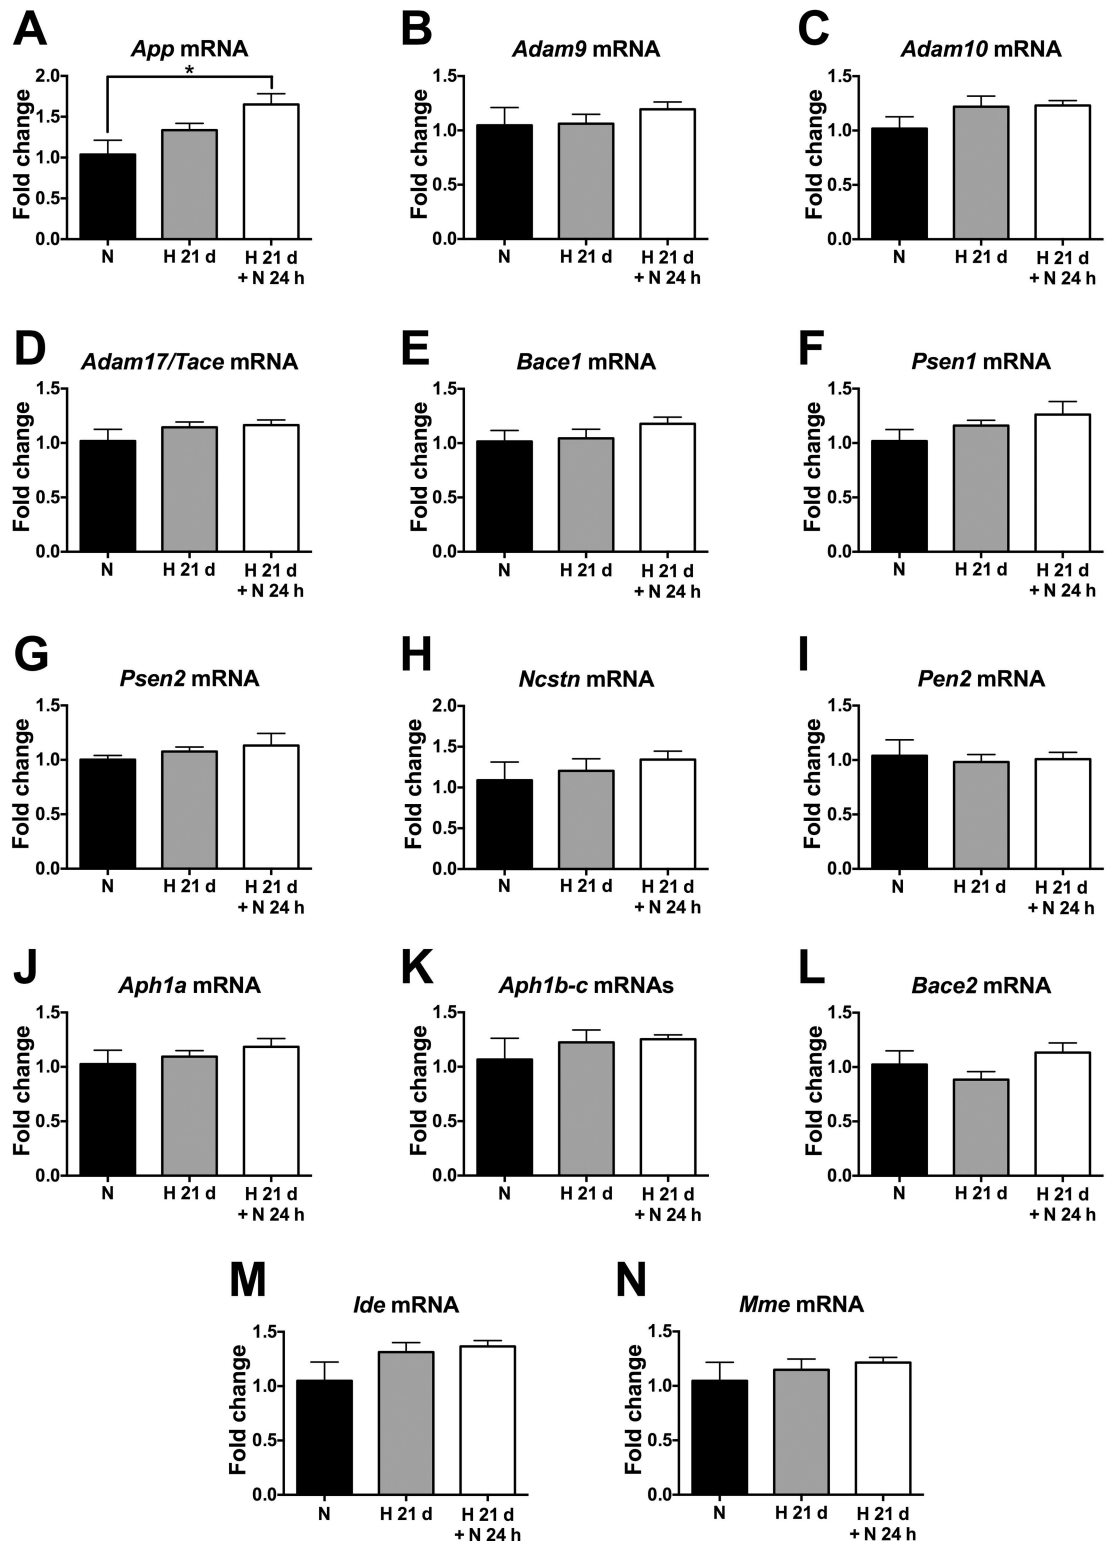 A
App mRNA
*
Fold change
2.0
1.5
1.0
0.5
0.0
N
H 21 d
H 21 d
+ N 24 h
B
Adam9 mRNA
Fold change
1.5
1.0
0.5
0.0
N
H 21 d
H 21 d
+ N 24 h
C
Adam10 mRNA
Fold change
1.5
1.0
0.5
0.0
N
H 21 d
H 21 d
+ N 24 h
D
Adam17/Tace mRNA
Fold change
1.5
1.0
0.5
0.0
N
H 21 d
H 21 d
+ N 24 h
E
Bace1 mRNA
Fold change
1.5
1.0
0.5
0.0
N
H 21 d
H 21 d
+ N 24 h
F
Psen1 mRNA
Fold change
1.5
1.0
0.5
0.0
N
H 21 d
H 21 d
+ N 24 h
G
Psen2 mRNA
Fold change
1.5
1.0
0.5
0.0
N
H 21 d
H 21 d
+ N 24 h
H
Ncstn mRNA
Fold change
2.0
1.5
1.0
0.5
0.0
N
H 21 d
H 21 d
+ N 24 h
I
Pen2 mRNA
Fold change
1.5
1.0
0.5
0.0
N
H 21 d
H 21 d
+ N 24 h
J
Aph1a mRNA
Fold change
1.5
1.0
0.5
0.0
N
H 21 d
H 21 d
+ N 24 h
K
Aph1b-c mRNAs
Fold change
1.5
1.0
0.5
0.0
N
H 21 d
H 21 d
+ N 24 h
L
Bace2 mRNA
Fold change
1.5
1.0
0.5
0.0
N
H 21 d
H 21 d
+ N 24 h
M
Ide mRNA
Fold change
1.5
1.0
0.5
0.0
N
H 21 d
H 21 d
+ N 24 h
N
Mme mRNA
Fold change
1.5
1.0
0.5
0.0
N
H 21 d
H 21 d
+ N 24 h